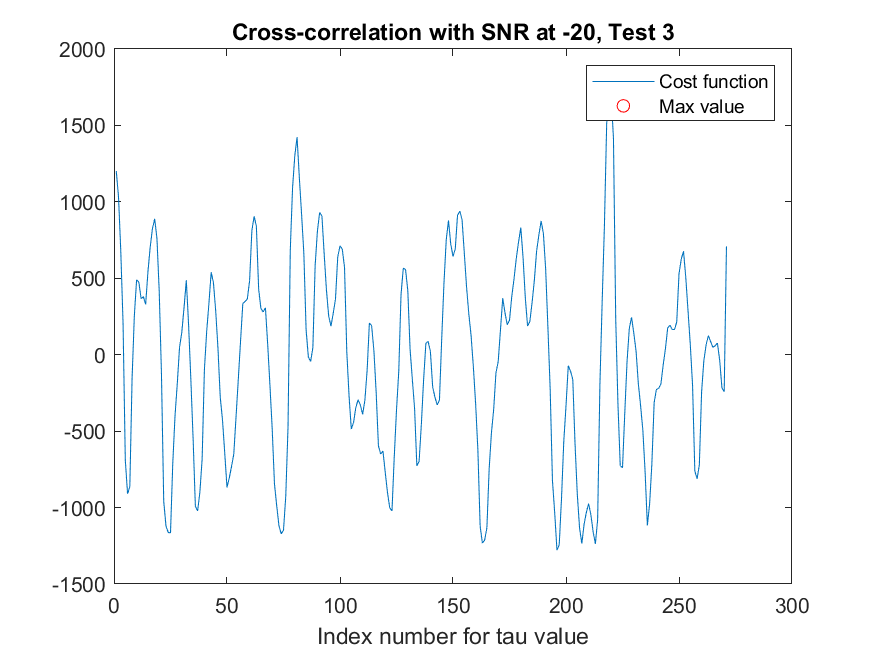 Cross-correlation with SNR at -20, Test 3
2000
1500
1000
500
0
-500
-1000
-1500
Cost function
Max value
0 50 100 150 200 250 300
Index number for tau value